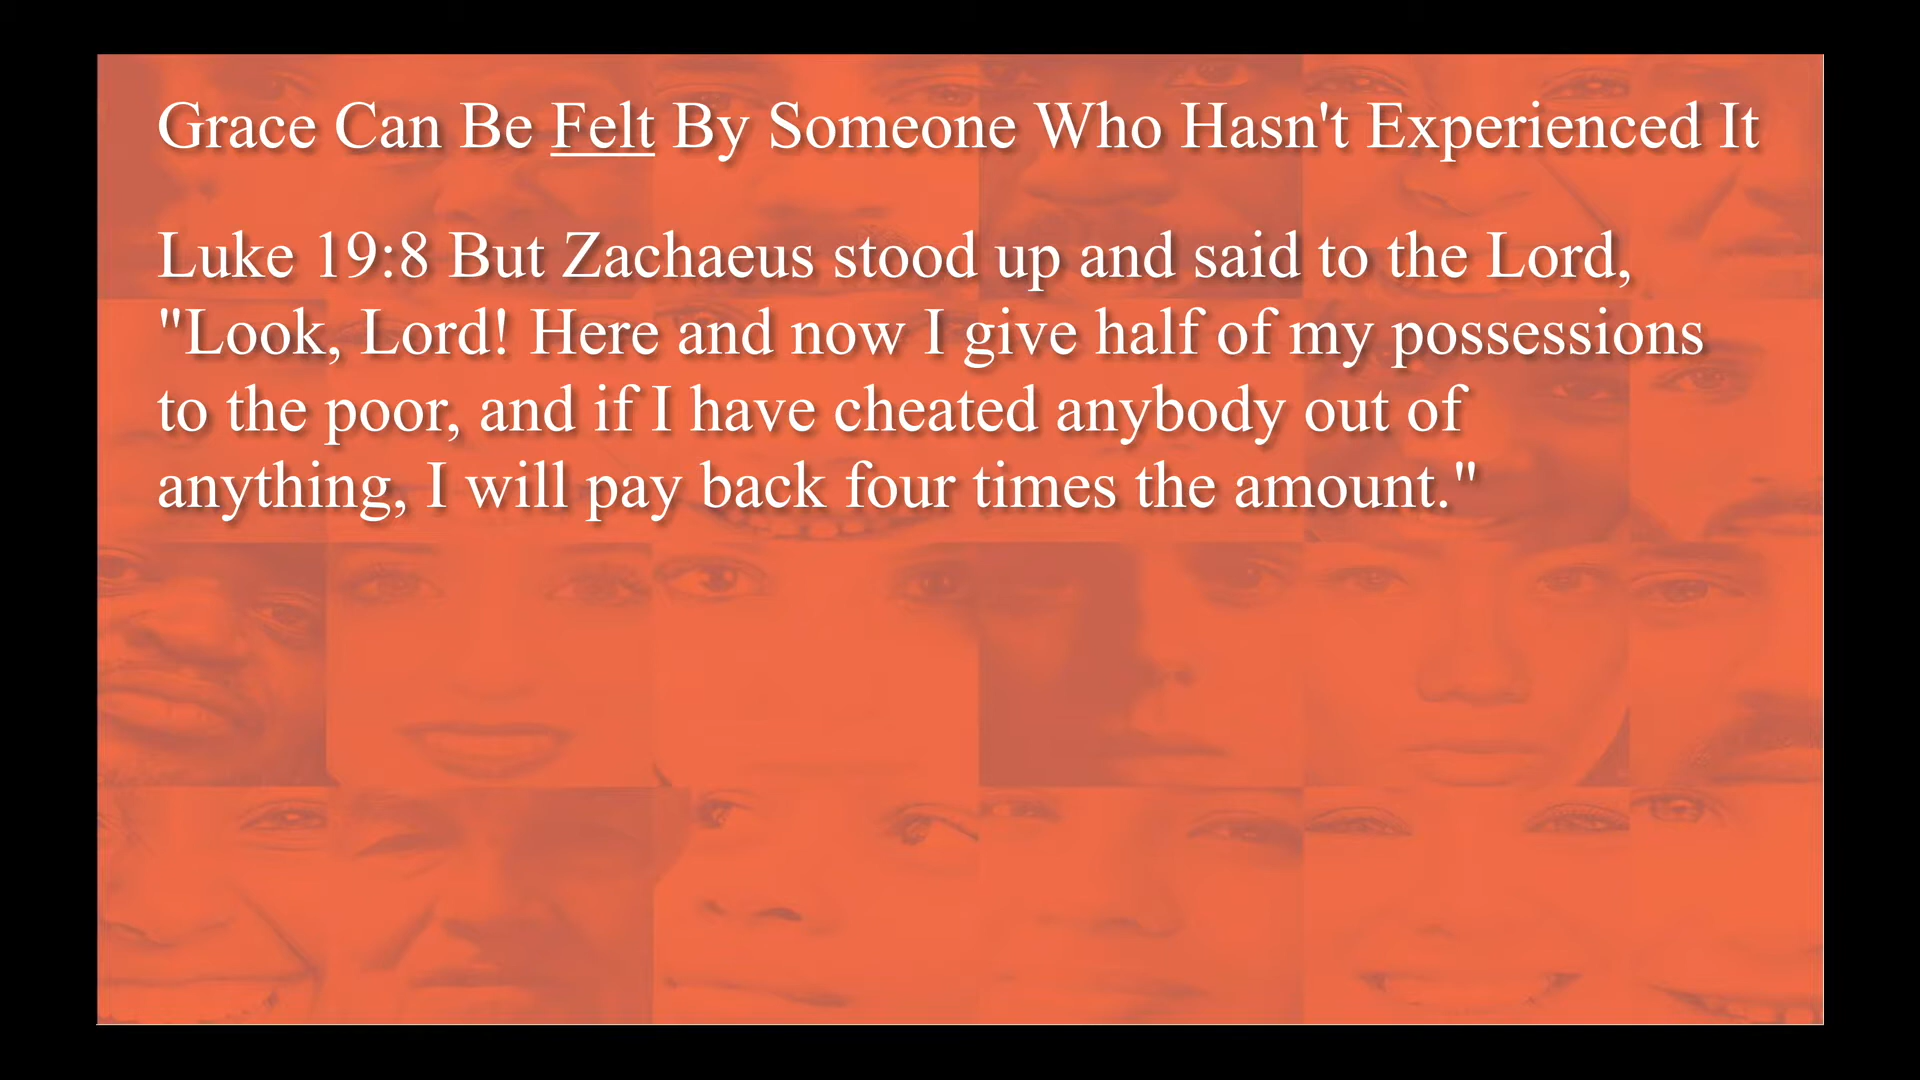 Grace Can Be Felt By Someone Who Hasn't Experienced It
Luke 19:8 But Zachaeus stood up and said to the Lord,
"Look, Lord! Here and now I give half of my possessions
to the poor, and if I have cheated anybody out of
anything, I will pay back four times the amount."